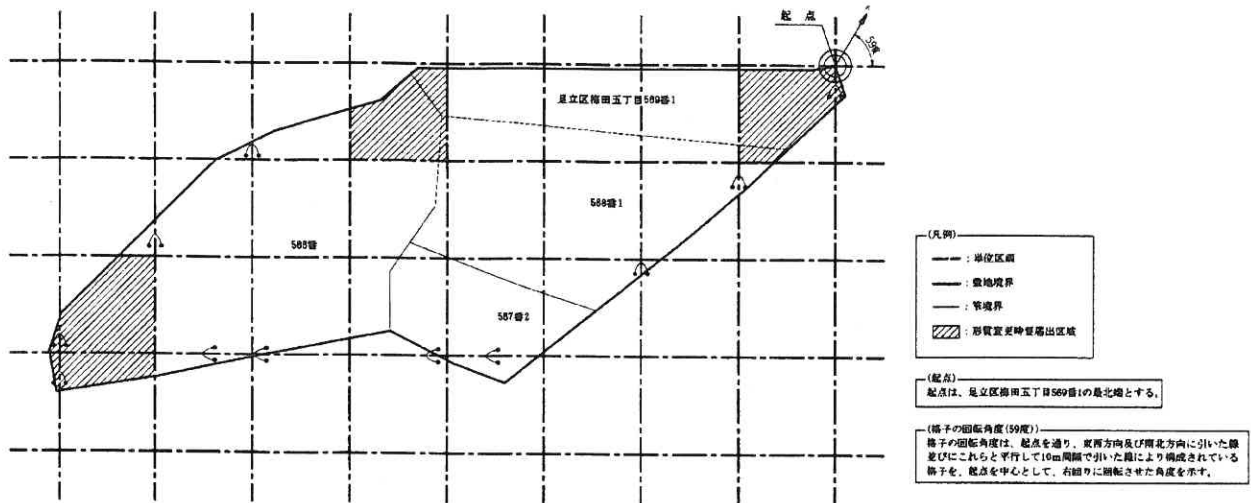 起 点
59度
足立区梅田五丁目569番1
568番1
568番
567番2
(凡例)
:単位区画
:敷地境界
:筆境界
:形質変更時要届出区域
(起点)
起点は、足立区梅田五丁目569番1の最北端とする。
(格子の回転角度(59度))
格子の回転角度は、起点を通り、東西方向及び南北方向に引いた線
並びにこれらと平行して10m間隔で引いた線により構成されている
格子を、起点を中心として、右回りに回転させた角度を示す。